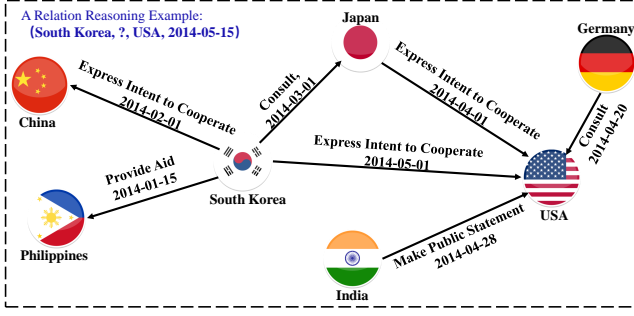 A Relation Reasoning Example:
(South Korea, ?, USA, 2014-05-15)
Japan
Germany
China
Express Intent to Cooperate
2014-02-01
Consult,
2014-03-01
Express Intent to Cooperate
2014-04-01
Consult
2014-04-20
Provide Aid
2014-01-15
Express Intent to Cooperate
2014-05-01
South Korea
USA
Philippines
Make Public Statement
2014-04-28
India